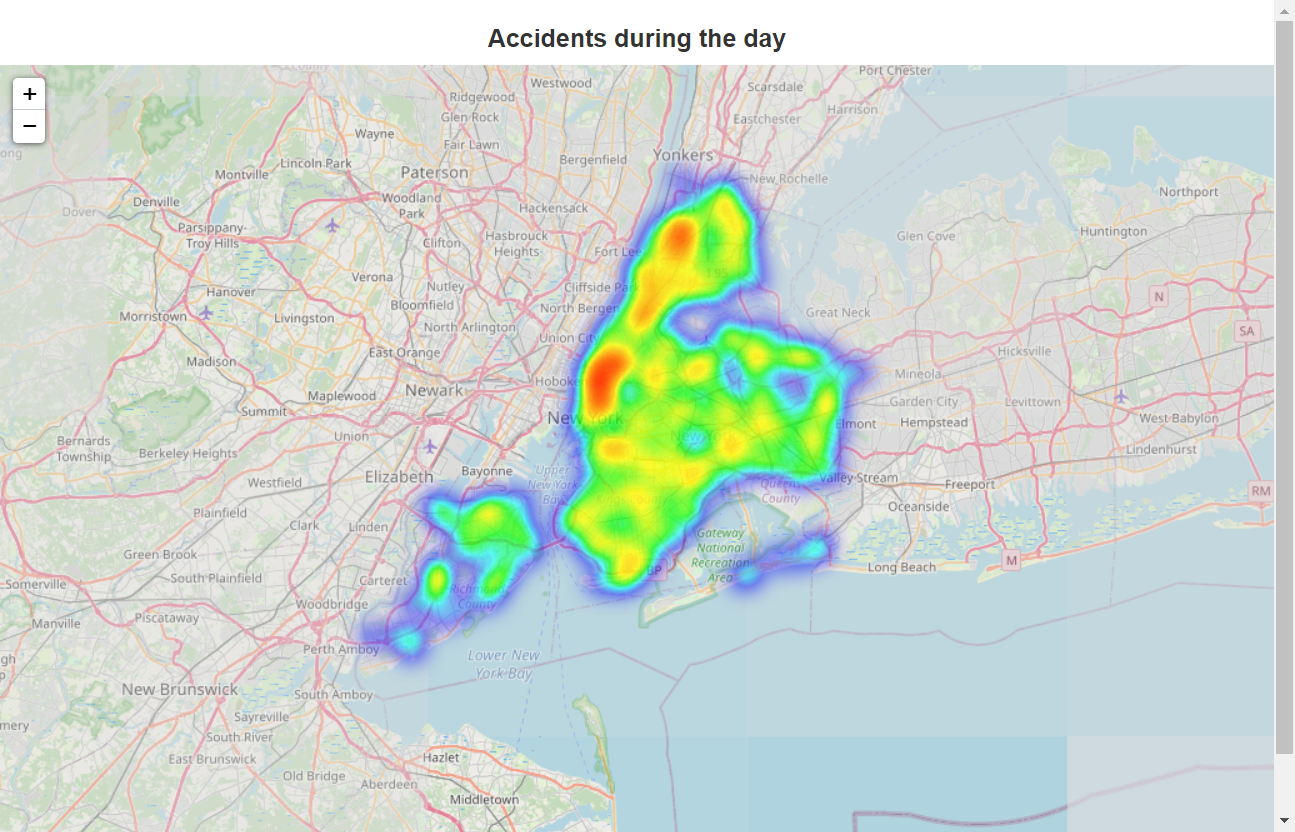 Accidents during the day
+
−
Port Chester
Westwood
Scarsdale
Ridgewood
Harrison
Glen Rock
Eastchester
Wayne
Fair Law
ong
Yonkers
Bergenfield
Lincoln Park
Paterson
Montville
New Rochelle
Northport
Denville
Woodland
Park
Hackensack
Dover
Parsippany-
Troy Hills
Huntington
Hasbrouck
Heights
Glen Cove
Clifton
Fort Lee
I 95
Verona
Nutley
Cliffside Park
Hanover
N
Bloomfield
North Bergen
Morristown
Livingston
Great Neck
North Arlington
SA
Union City
East Orange
Hicksville
Madison
Mineola
Hoboke
Newark
Maplewood
Garden City
Levittown
Summit
New York
West Babylon
Elmont
Hempstead
Union
Bernards
Township
Berkeley Heights
Lindenhurst
Bayonne
Elizabeth
Upper
New York
Bay
Westfield
Valley Stream
Freeport
Queens
County
RM
Plainfield
Oceanside
Clark
Linden
Gateway
National
Recreation
Area
Green Brook
M
Long Beach
BP
South Plainfield
Carteret
Somerville
Richmond
County
Woodbridge
Piscataway
Manville
Perth Amboy
Lower New
York Bay
gh
New Brunswick
South Amboy
Sayreville
mery
South River
East Brunswick
Hazlet
Old Bridge
Aberdeen
Middletown